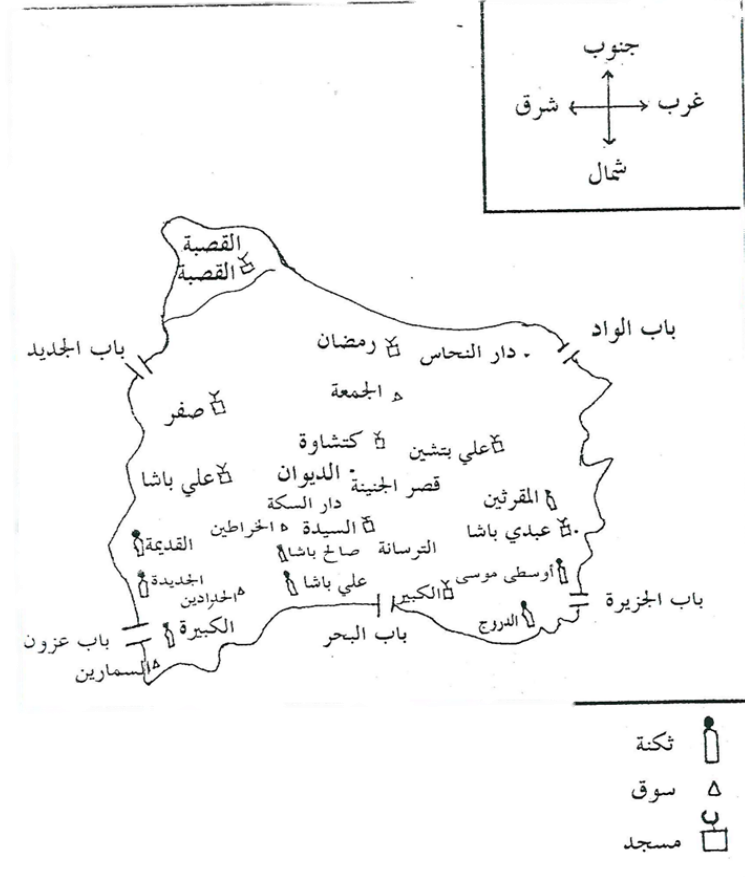 جنوب
غرب
شرق
شمال
القصبة
القصبة
باب الواد
باب الجديد
رمضان
دار النحاس
الجمعة
صفر
كتشاوة
علي بتشين
الديوان
علي باشا
قصر الجنينة
دار السكة
المقرئين
السيدة
الخراطين
عبدي باشا
القديمة
صالح باشا
الترسانة
أوسطى موسى
الجديدة
علي باشا
الحدادين
الكبير
باب الجزيرة
الدروج
الكبيرة
باب عزون
باب البحر
السمارين
ثكنة
سوق
مسجد